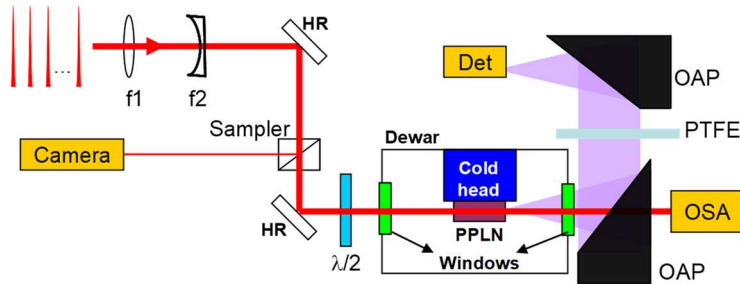 HR
...
f1
f2
Det
OAP
Sampler
PTFE
Camera
Dewar
Cold
head
HR
PPLN
OSA
λ/2
Windows
OAP